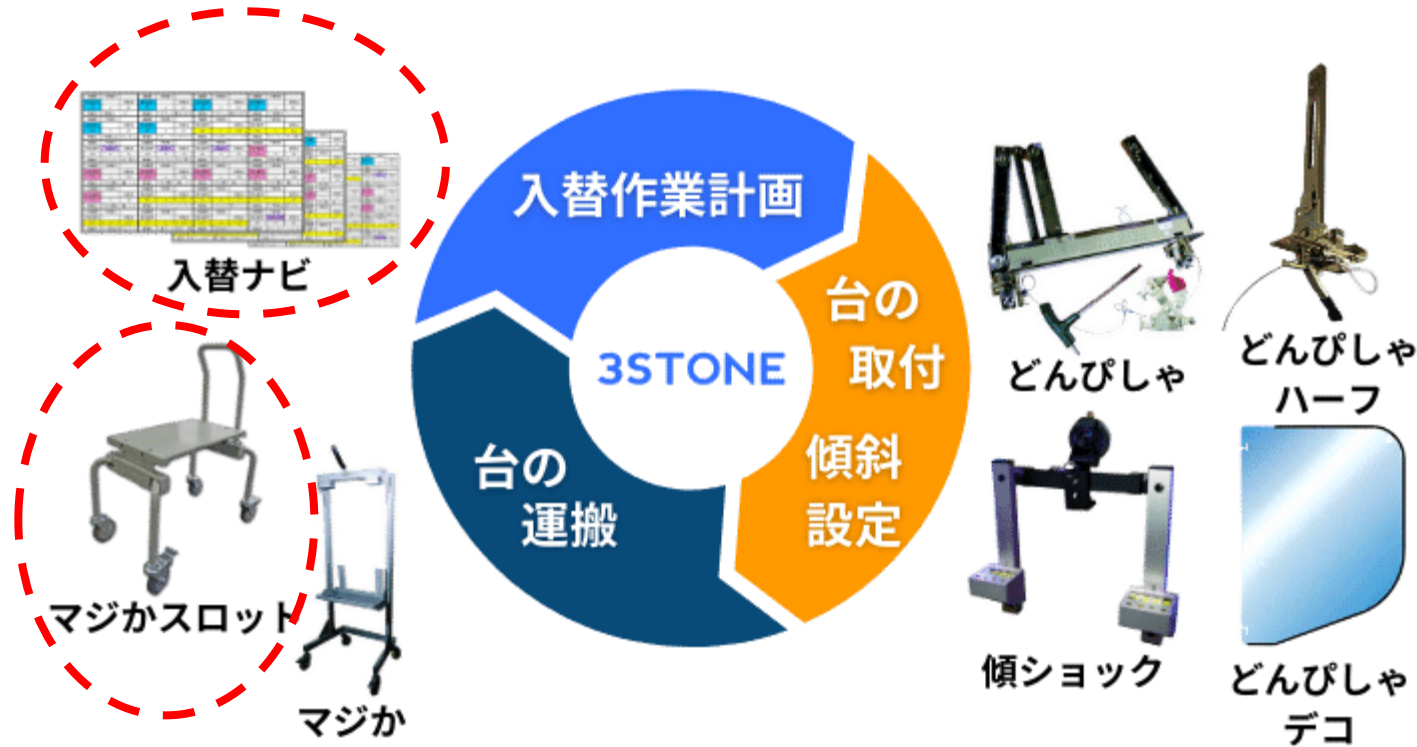 入替ナビ
マジかスロット
マジか
入替作業計画
台の
取付
傾斜
設定
台の
運搬
3STONE
どんぴしゃ
どんぴしゃ
ハーフ
傾ショック
どんぴしゃ
デコ